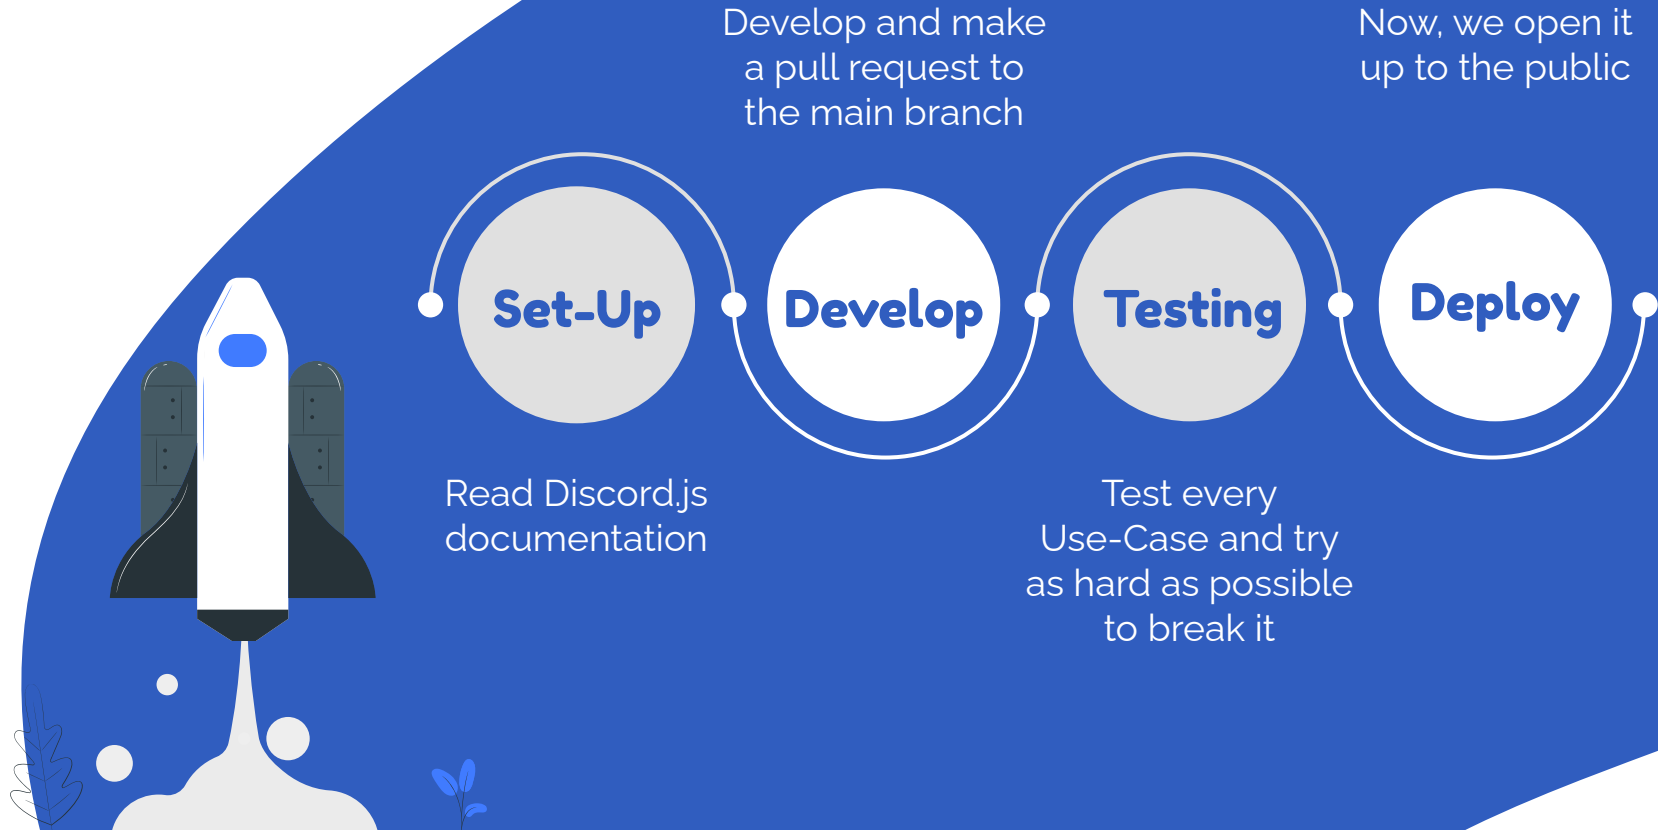 Develop and make
a pull request to
the main branch
Now, we open it
up to the public
Set-Up
Develop
Testing
Deploy
Read Discord.js
documentation
Test every
Use-Case and try
as hard as possible
to break it